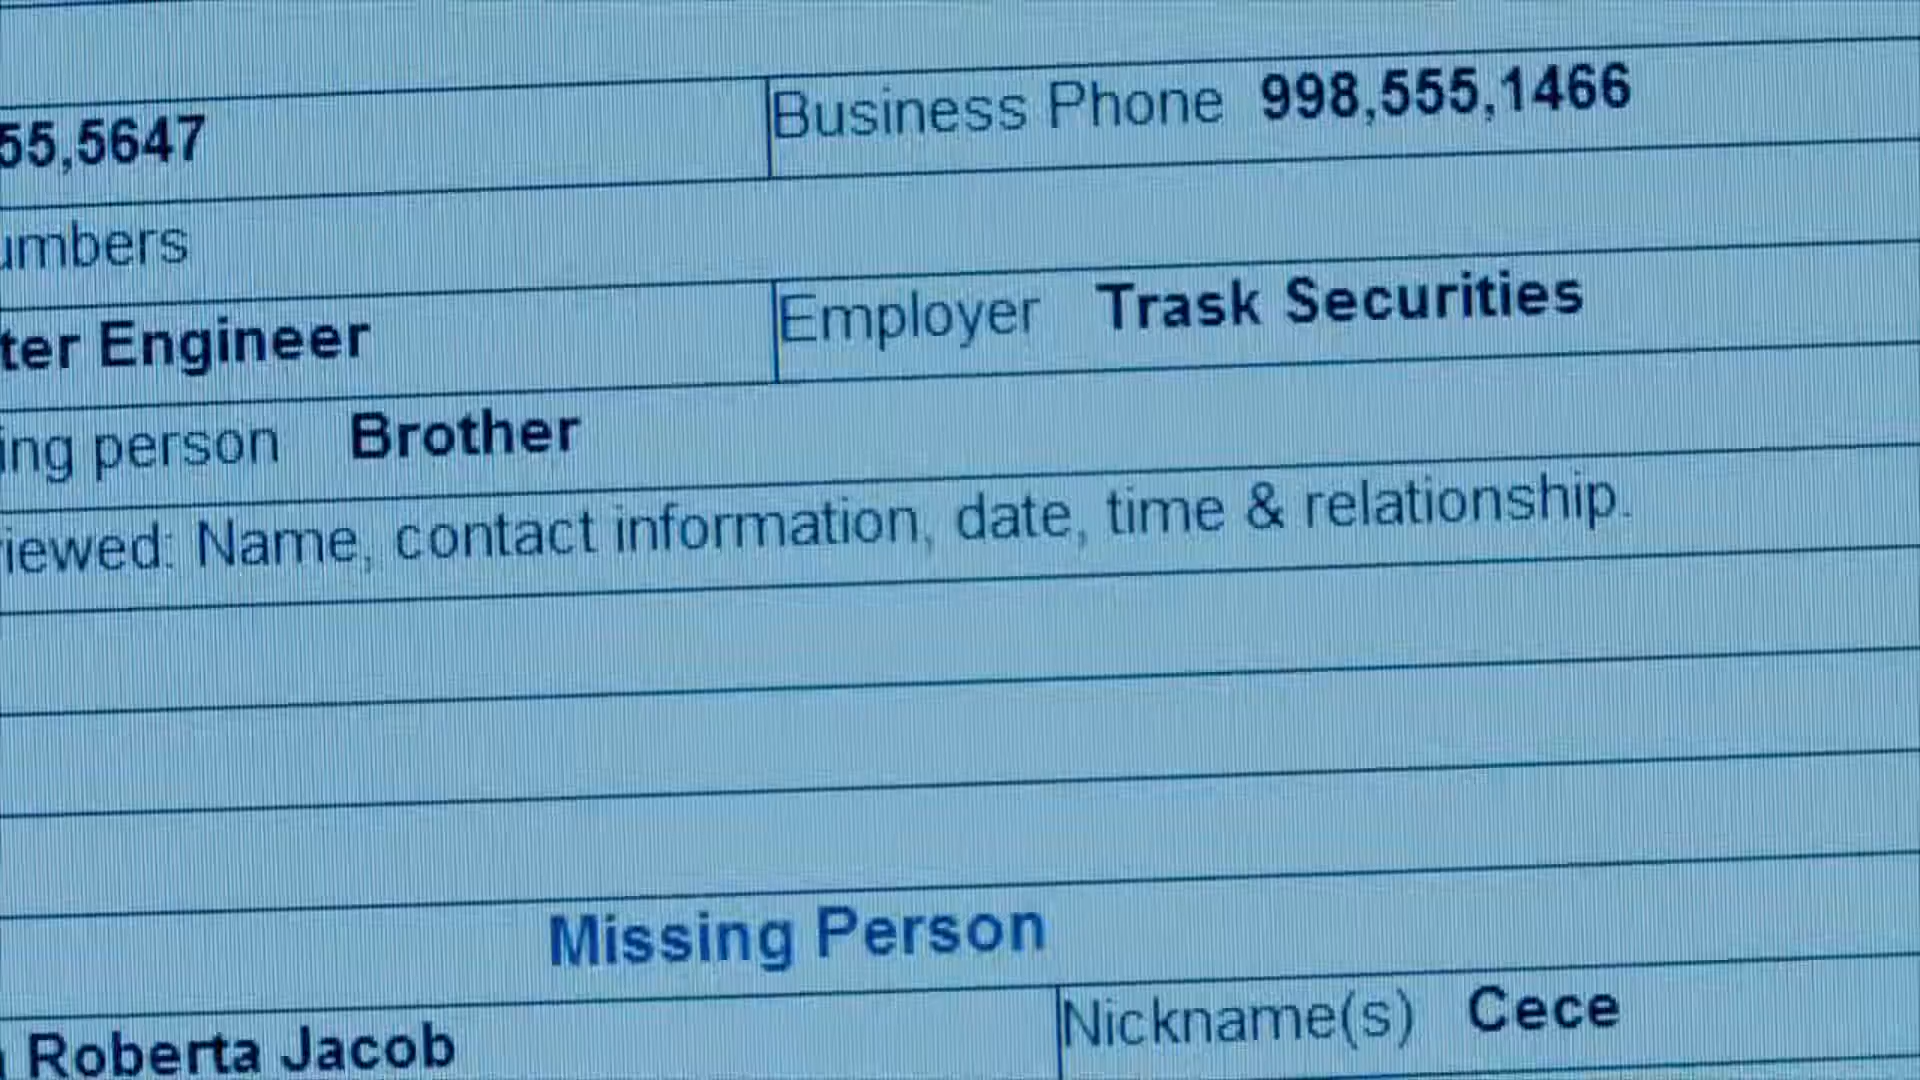 55,5647 Business Phone 998,555,1466
umbers
ter Engineer Employer Trask Securities
ing person Brother
iewed: Name, contact information, date, time & relationship.
Missing Person
Roberta Jacob Nickname(s) Cece